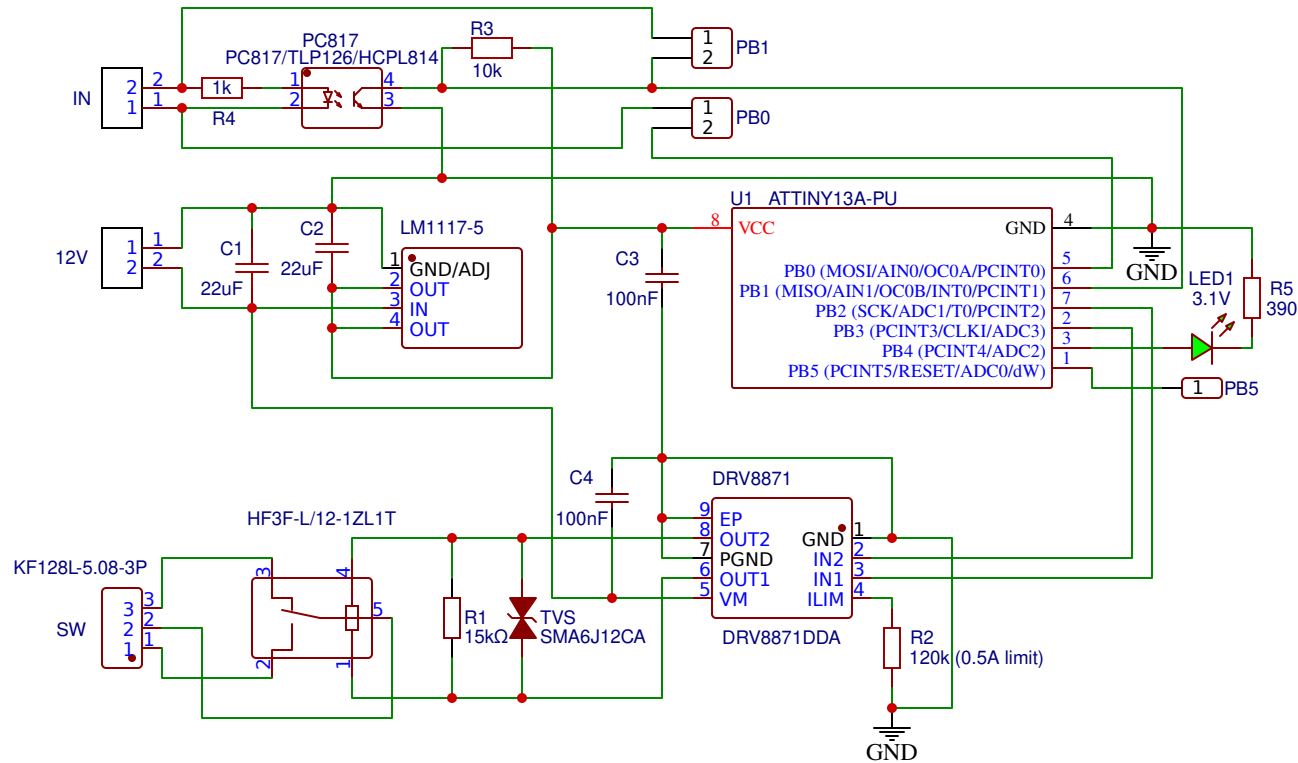 PC817
PC817/TLP126/HCPL814
R3
10k
1
2
PB1
IN
2
1
2
1
1k
R4
1
2
4
3
1
2
PB0
12V
1
2
1
2
C1
22uF
C2
22uF
LM1117-5
1
2
3
4
GND/ADJ
OUT
IN
OUT
C3
100nF
U1 ATTINY13A-PU
8
VCC
GND
4
PB0 (MOSI/AIN0/OC0A/PCINT0)
5
PB1 (MISO/AIN1/OC0B/INT0/PCINT1)
6
PB2 (SCK/ADC1/T0/PCINT2)
7
PB3 (PCINT3/CLKI/ADC3)
2
PB4 (PCINT4/ADC2)
3
PB5 (PCINT5/RESET/ADC0/dW)
1
GND
LED1
3.1V
R5
390
1
PB5
C4
100nF
DRV8871
9
8
7
6
5
EP
OUT2
PGND
OUT1
VM
GND
IN2
IN1
ILIM
1
2
3
4
DRV8871DDA
R2
120k (0.5A limit)
GND
HF3F-L/12-1ZL1T
3
4
5
2
1
KF128L-5.08-3P
SW
3
2
1
3
2
1
R1
15kΩ
TVS
SMA6J12CA